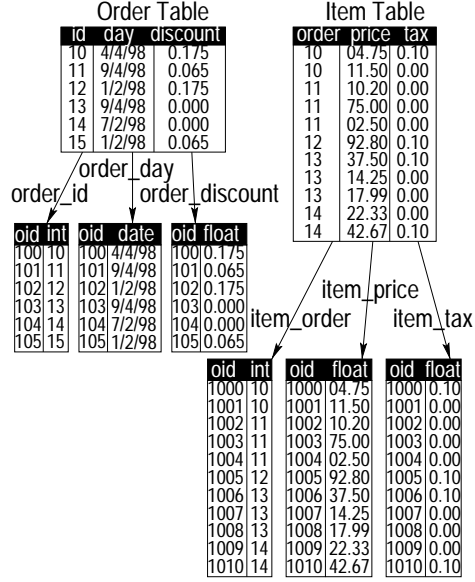 Order Table
id day discount
10 4/4/98 0.175
11 9/4/98 0.065
12 1/2/98 0.175
13 9/4/98 0.000
14 7/2/98 0.000
15 1/2/98 0.065
Item Table
order price tax
10 04.75 0.10
10 11.50 0.00
11 10.20 0.00
11 75.00 0.00
11 02.50 0.00
12 92.80 0.10
13 37.50 0.10
13 14.25 0.00
13 17.99 0.00
14 22.33 0.00
14 42.67 0.10
order_id
order_day
order_discount
oid int
100 10
101 11
102 12
103 13
104 14
105 15
oid date
100 4/4/98
101 9/4/98
102 1/2/98
103 9/4/98
104 7/2/98
105 1/2/98
oid float
100 0.175
101 0.065
102 0.175
103 0.000
104 0.000
105 0.065
item_order
item_price
item_tax
oid int
1000 10
1001 10
1002 11
1003 11
1004 11
1005 12
1006 13
1007 13
1008 13
1009 14
1010 14
oid float
1000 04.75
1001 11.50
1002 10.20
1003 75.00
1004 02.50
1005 92.80
1006 37.50
1007 14.25
1008 17.99
1009 22.33
1010 42.67
oid float
1000 0.10
1001 0.00
1002 0.00
1003 0.00
1004 0.00
1005 0.10
1006 0.10
1007 0.00
1008 0.00
1009 0.00
1010 0.10